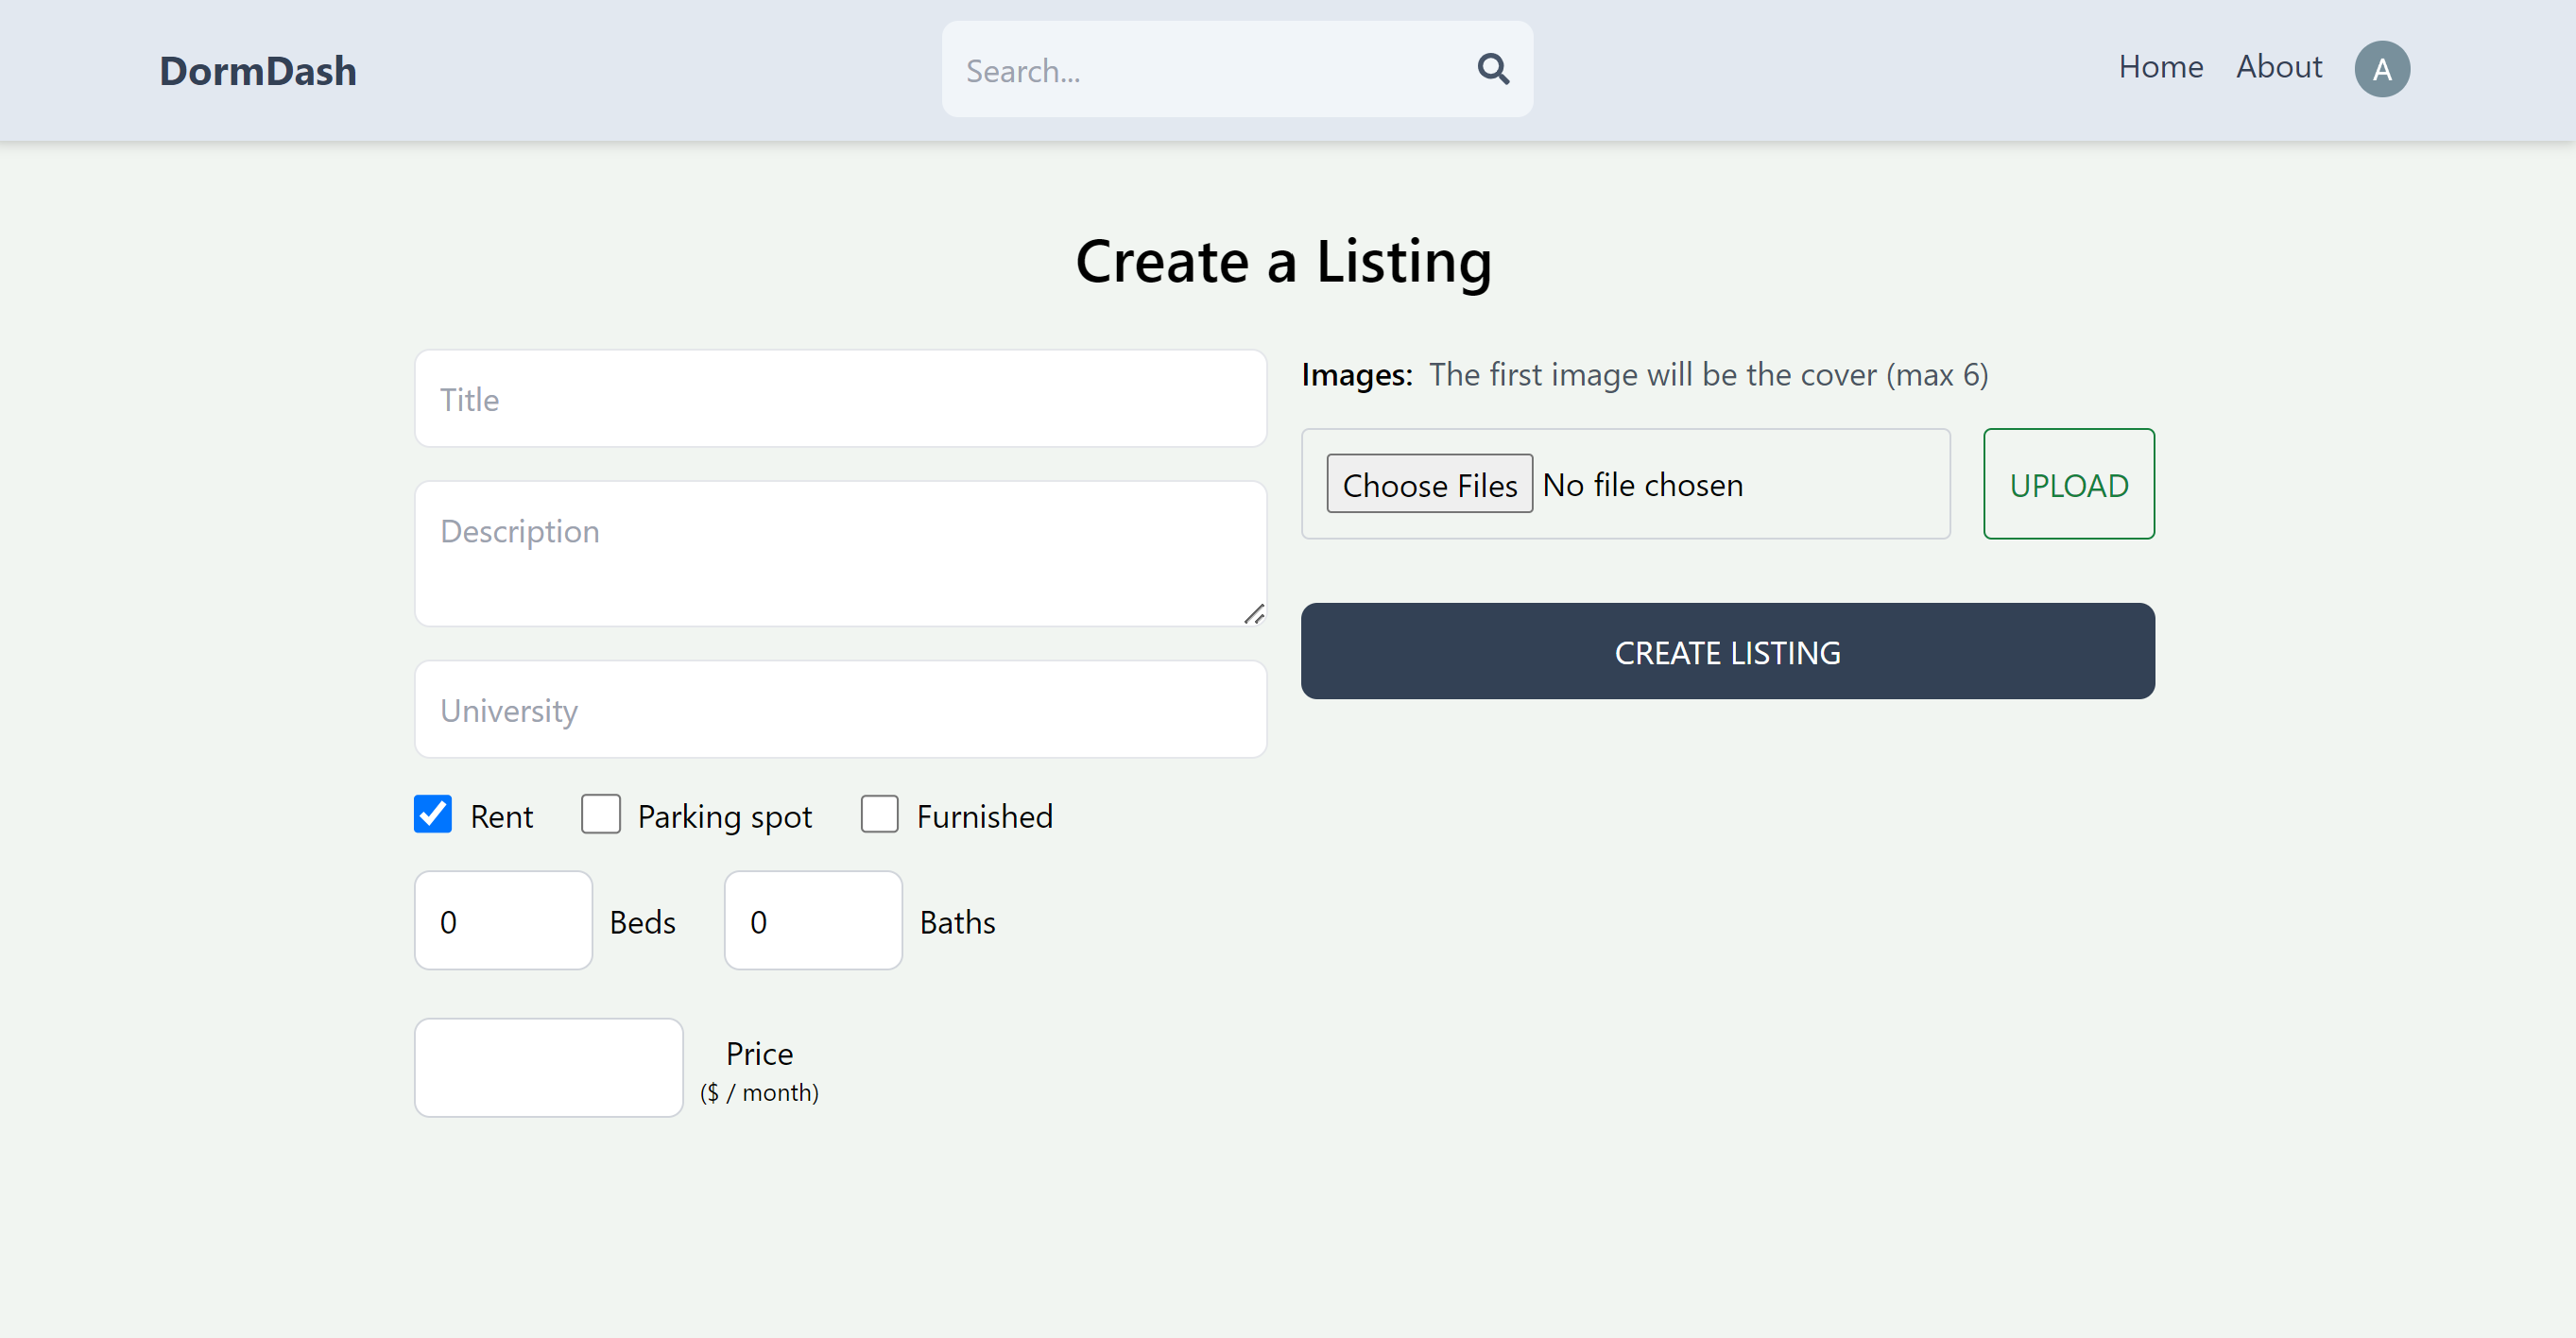 DormDash
Search...
Home About A
Create a Listing
Title
Description
University
Rent Parking spot Furnished
0 Beds 0 Baths
Price
($ / month)
Images: The first image will be the cover (max 6)
Choose Files No file chosen
UPLOAD
CREATE LISTING